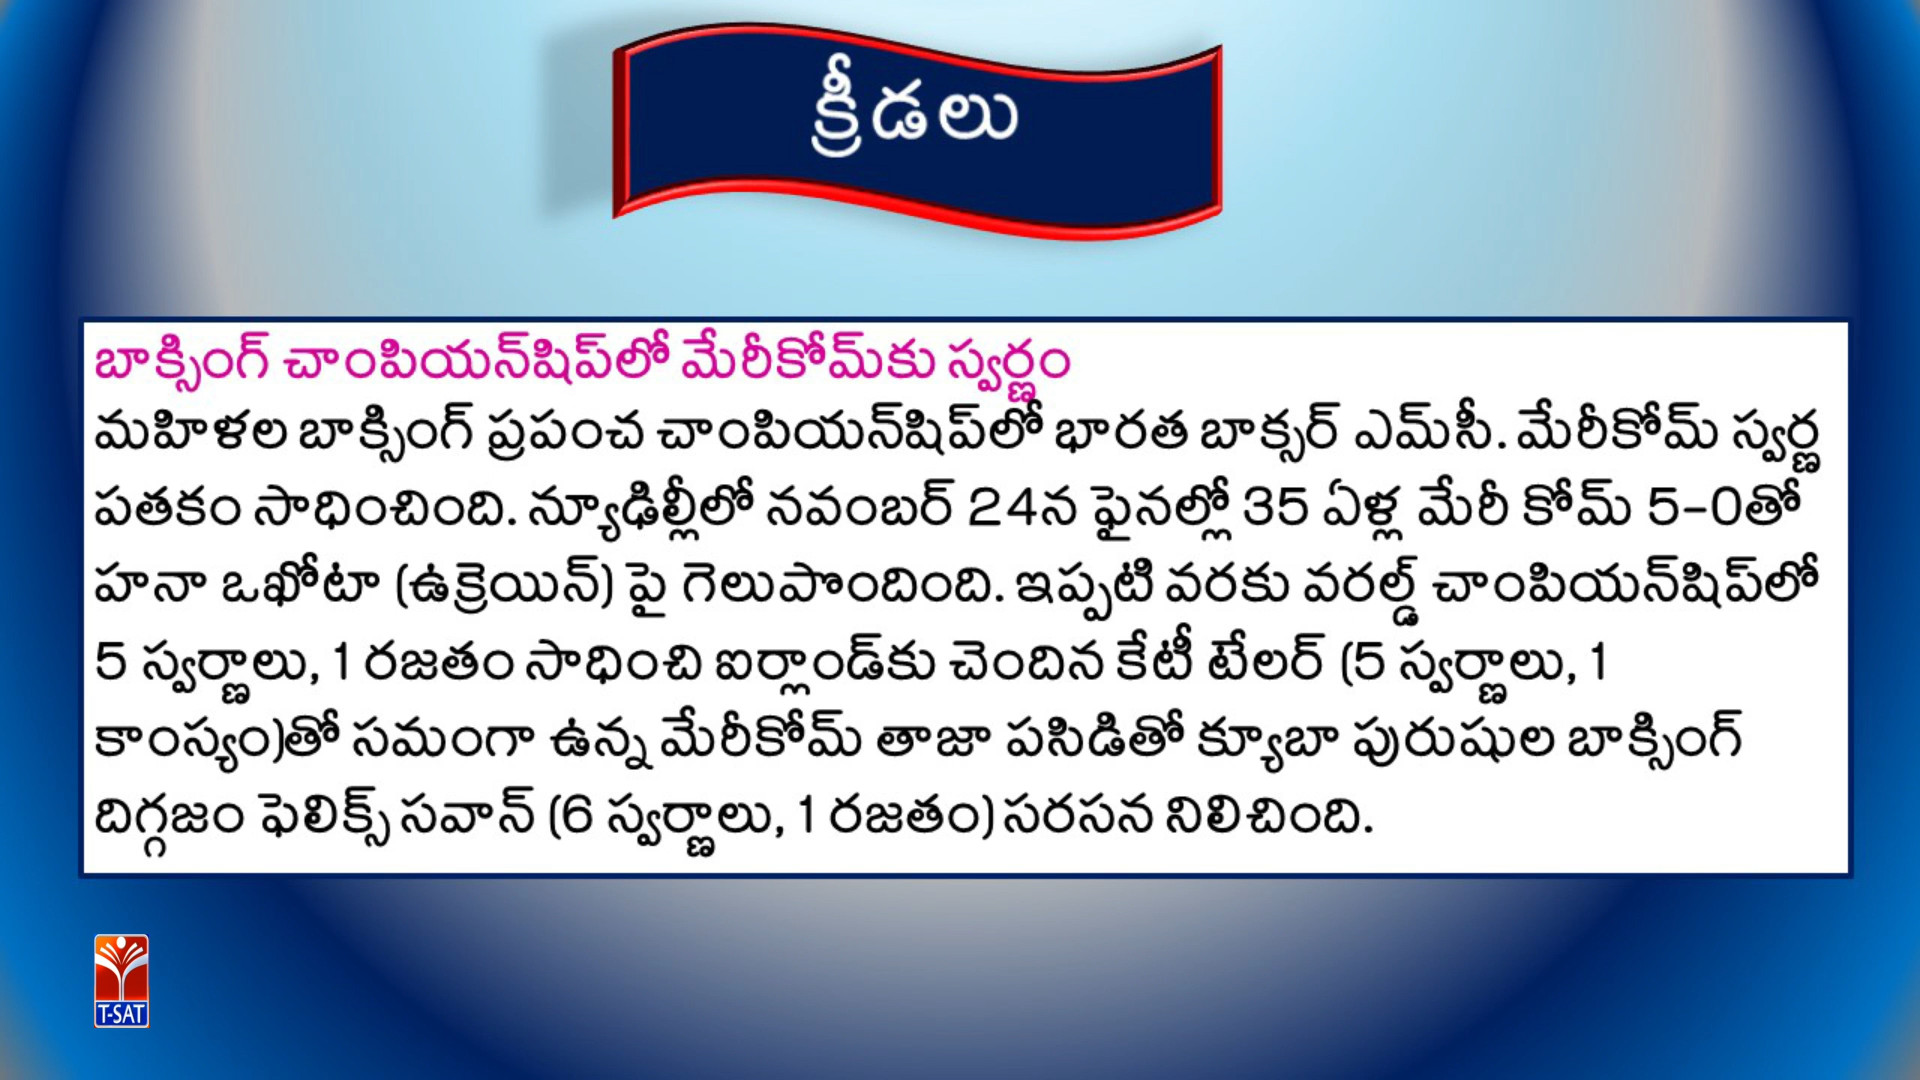 క్రీడలు
బాక్సింగ్ చాంపియన్‌షిప్‌లో మేరీకోమ్‌కు స్వర్ణం
మహిళల బాక్సింగ్ ప్రపంచ చాంపియన్‌షిప్‌లో భారత బాక్సర్ ఎమ్‌సీ. మేరీకోమ్ స్వర్ణ
పతకం సాధించింది. న్యూఢిల్లీలో నవంబర్ 24న ఫైనల్లో 35 ఏళ్ల మేరీ కోమ్ 5-0తో
హనా ఒఖోటా (ఉక్రెయిన్) పై గెలుపొందింది. ఇప్పటి వరకు వరల్డ్ చాంపియన్‌షిప్‌లో
5 స్వర్ణాలు, 1 రజతం సాధించి ఐర్లాండ్‌కు చెందిన కేటీ టేలర్ (5 స్వర్ణాలు, 1
కాంస్యం)తో సమంగా ఉన్న మేరీకోమ్ తాజా పసిడితో క్యూబా పురుషుల బాక్సింగ్
దిగ్గజం ఫెలిక్స్ సవాన్ (6 స్వర్ణాలు, 1 రజతం) సరసన నిలిచింది.
T-SAT